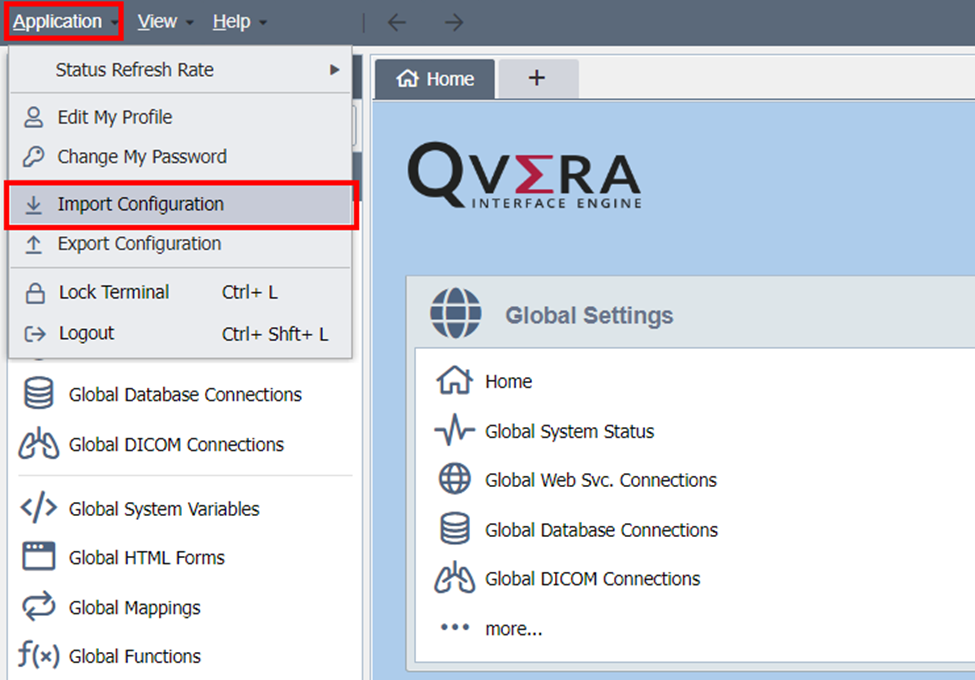 Application View Help
Status Refresh Rate
Edit My Profile
Change My Password
Import Configuration
Export Configuration
Lock Terminal Ctrl+ L
Logout Ctrl+ Shft+ L
Global Database Connections
Global DICOM Connections
</> Global System Variables
Global HTML Forms
Global Mappings
f(x) Global Functions
Home +
QVΣRA
INTERFACE ENGINE
Global Settings
Home
Global System Status
Global Web Svc. Connections
Global Database Connections
Global DICOM Connections
more...